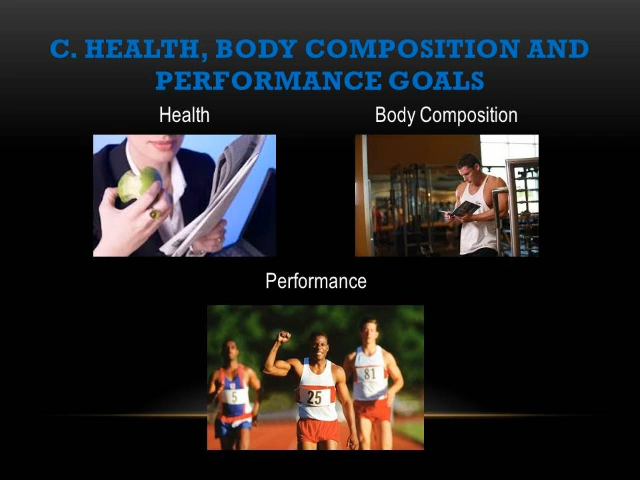 C. HEALTH, BODY COMPOSITION AND
PERFORMANCE GOALS
Health
Body Composition
Performance
5
25
81